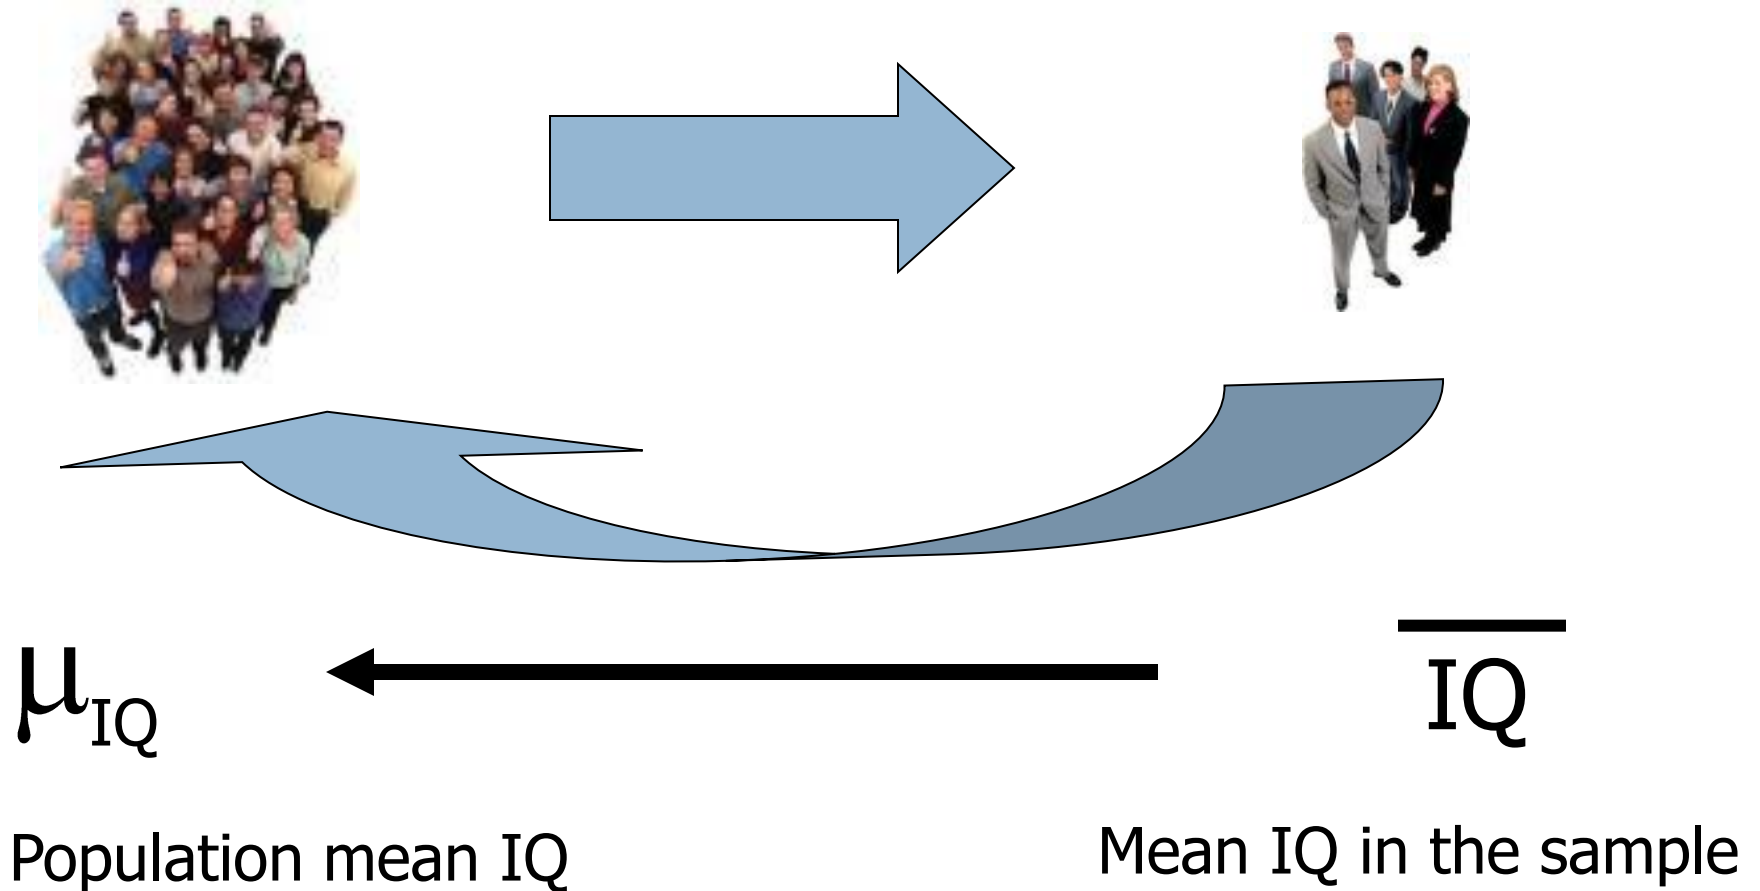 μIQ
IQ
Population mean IQ
Mean IQ in the sample